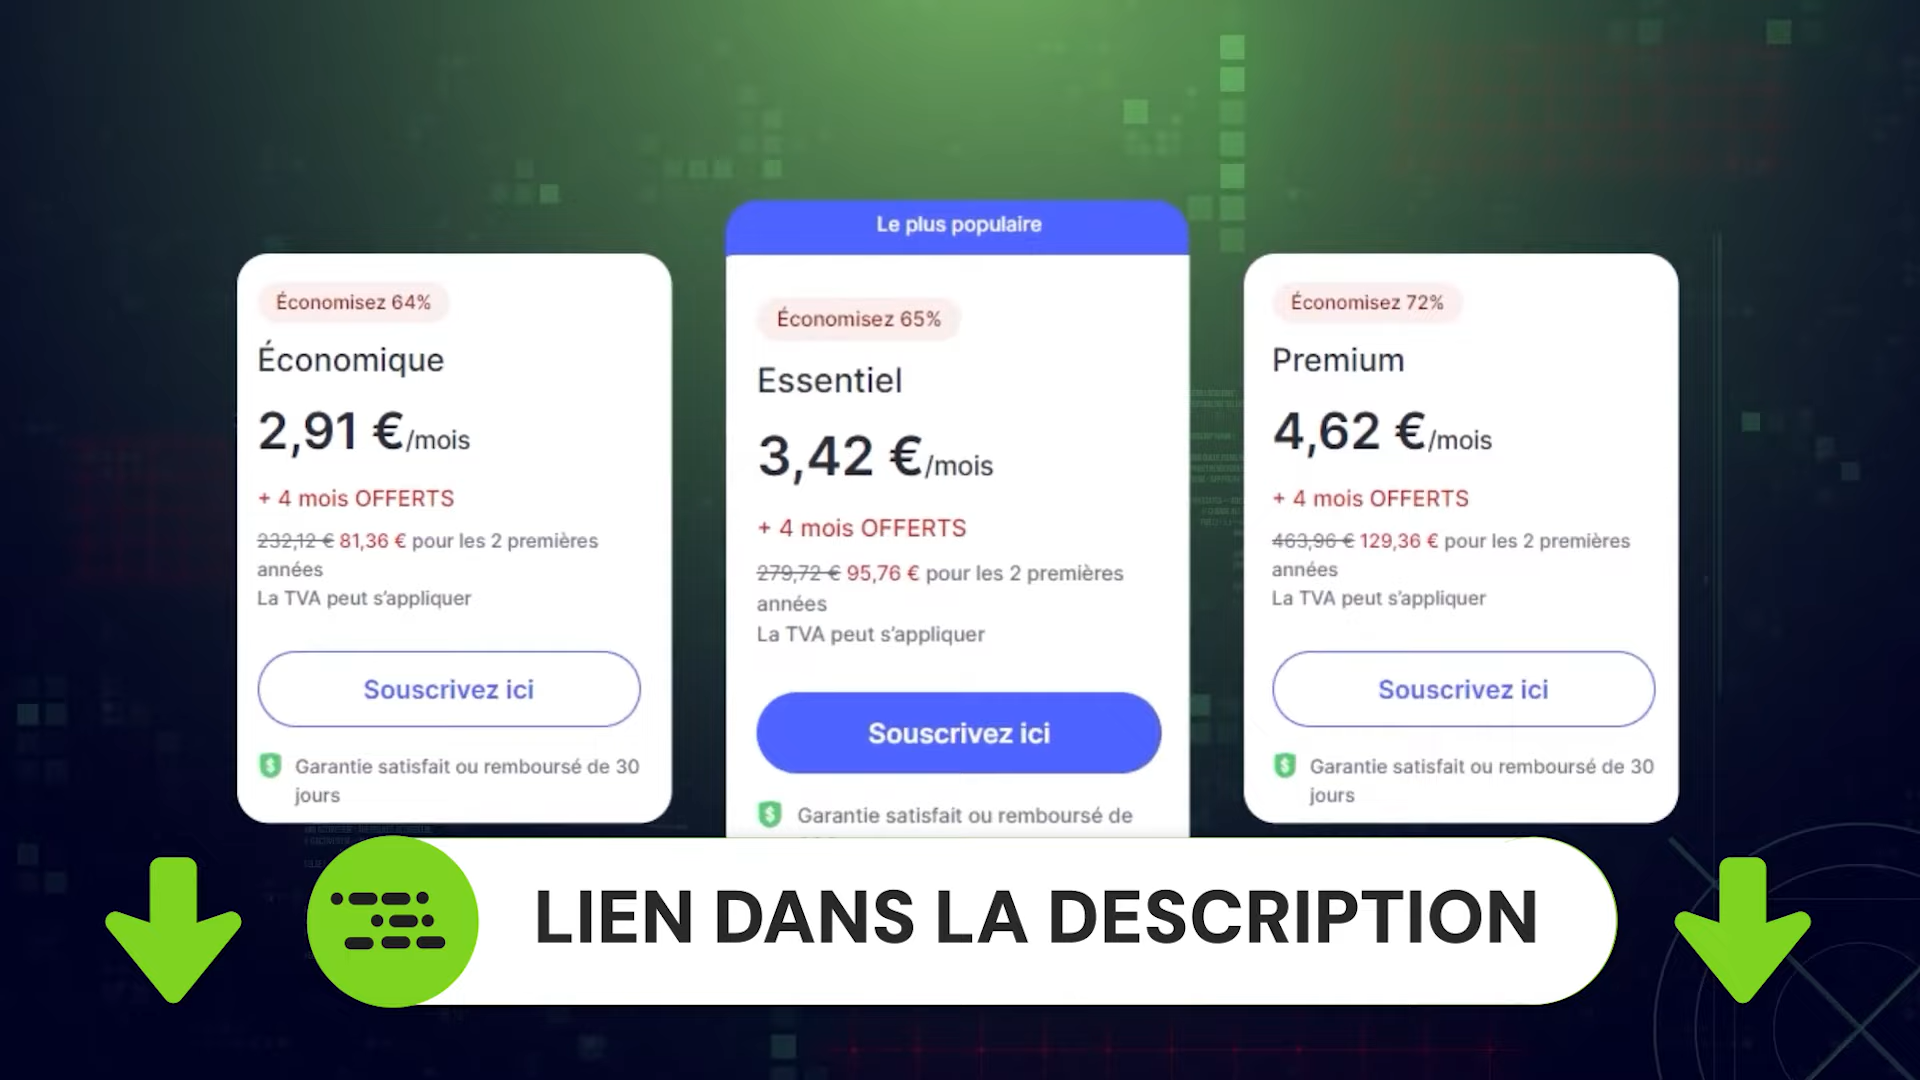 Économisez 64%
Économique
2,91 €/mois
+ 4 mois OFFERTS
232,12 € 81,36 € pour les 2 premières
années
La TVA peut s'appliquer
Souscrivez ici
Garantie satisfait ou remboursé de 30
jours
Le plus populaire
Économisez 65%
Essentiel
3,42 €/mois
+ 4 mois OFFERTS
279,72 € 95,76 € pour les 2 premières
années
La TVA peut s'appliquer
Souscrivez ici
Garantie satisfait ou remboursé de
Économisez 72%
Premium
4,62 €/mois
+ 4 mois OFFERTS
463,96 € 129,36 € pour les 2 premières
années
La TVA peut s'appliquer
Souscrivez ici
Garantie satisfait ou remboursé de 30
jours
LIEN DANS LA DESCRIPTION